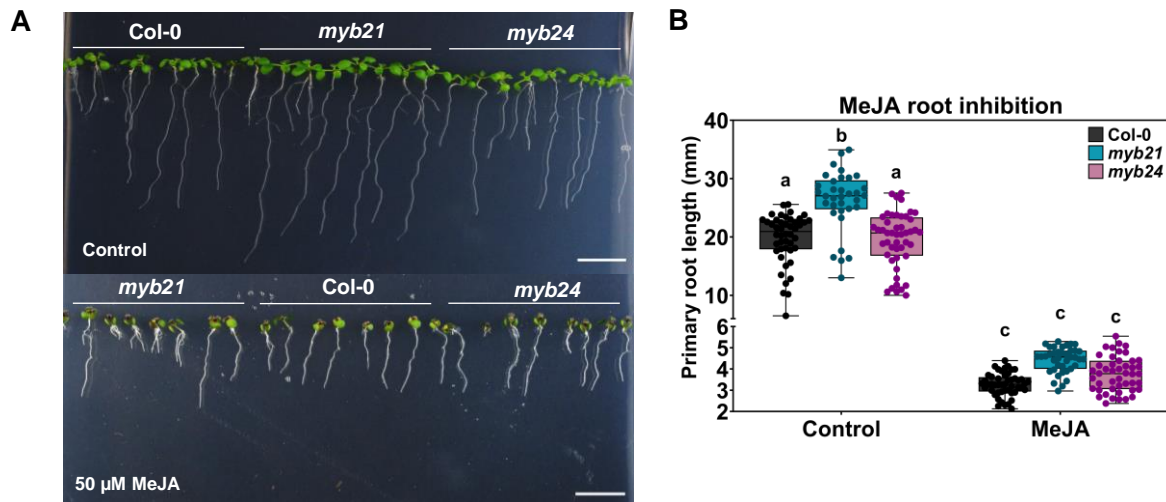 A
Col-0 myb21 myb24
Control
myb21 Col-0 myb24
50 µM MeJA
B
MeJA root inhibition
Primary root length (mm)
40
30
20
10
6
5
4
3
2
b
a
a
c
c
c
Col-0
myb21
myb24
Control MeJA